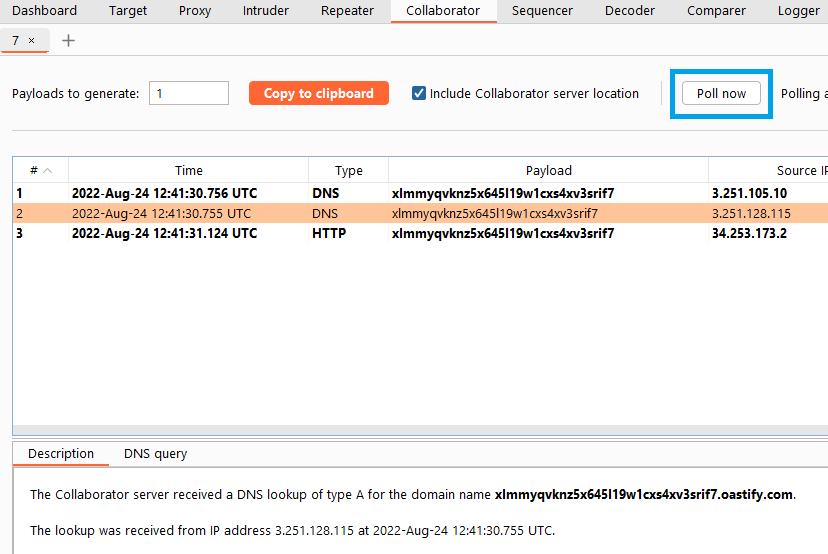 Dashboard Target Proxy Intruder Repeater Collaborator Sequencer Decoder Comparer Logger
7 × +
Payloads to generate: 1 Copy to clipboard Include Collaborator server location Poll now Polling
# Time Type Payload Source IP
1 2022-Aug-24 12:41:30.756 UTC DNS xlmmyqvknz5x645l19w1cxs4xv3srif7 3.251.105.10
2 2022-Aug-24 12:41:30.755 UTC DNS xlmmyqvknz5x645l19w1cxs4xv3srif7 3.251.128.115
3 2022-Aug-24 12:41:31.124 UTC HTTP xlmmyqvknz5x645l19w1cxs4xv3srif7 34.253.173.2
Description DNS query
The Collaborator server received a DNS lookup of type A for the domain name xlmmyqvknz5x645l19w1cxs4xv3srif7.oastify.com.
The lookup was received from IP address 3.251.128.115 at 2022-Aug-24 12:41:30.755 UTC.